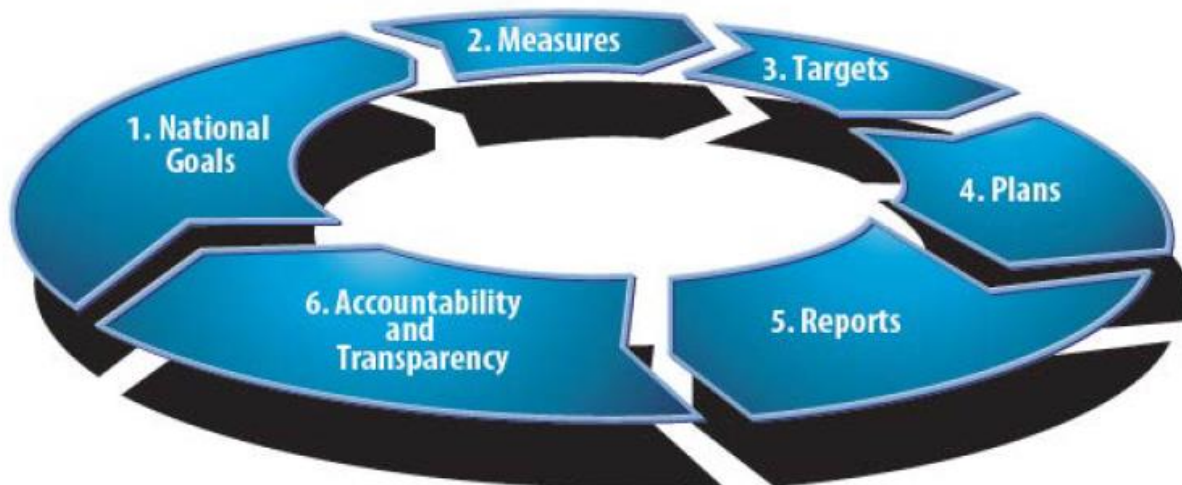 1. National
Goals
2. Measures
3. Targets
4. Plans
5. Reports
6. Accountability
and
Transparency